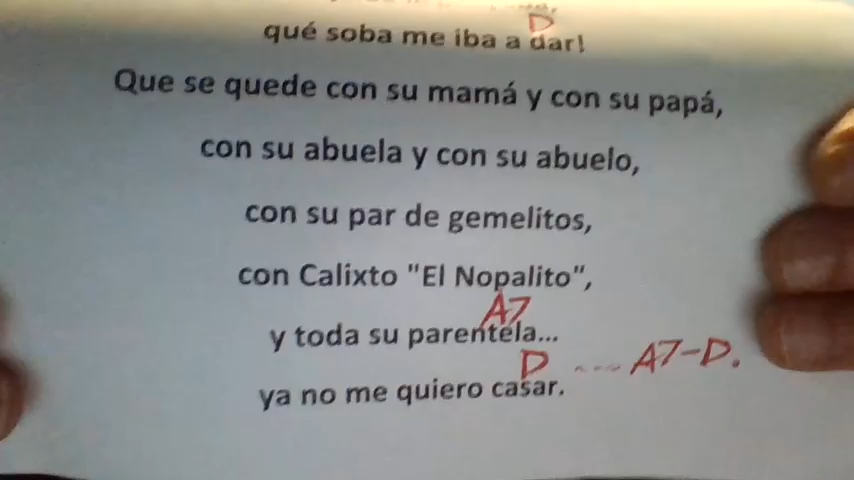 D
qué soba me iba a dar!
Que se quede con su mamá y con su papá,
con su abuela y con su abuelo,
con su par de gemelitos,
con Calixto "El Nopalito",
A7
y toda su parentela...
D .... A7-D.
ya no me quiero casar.